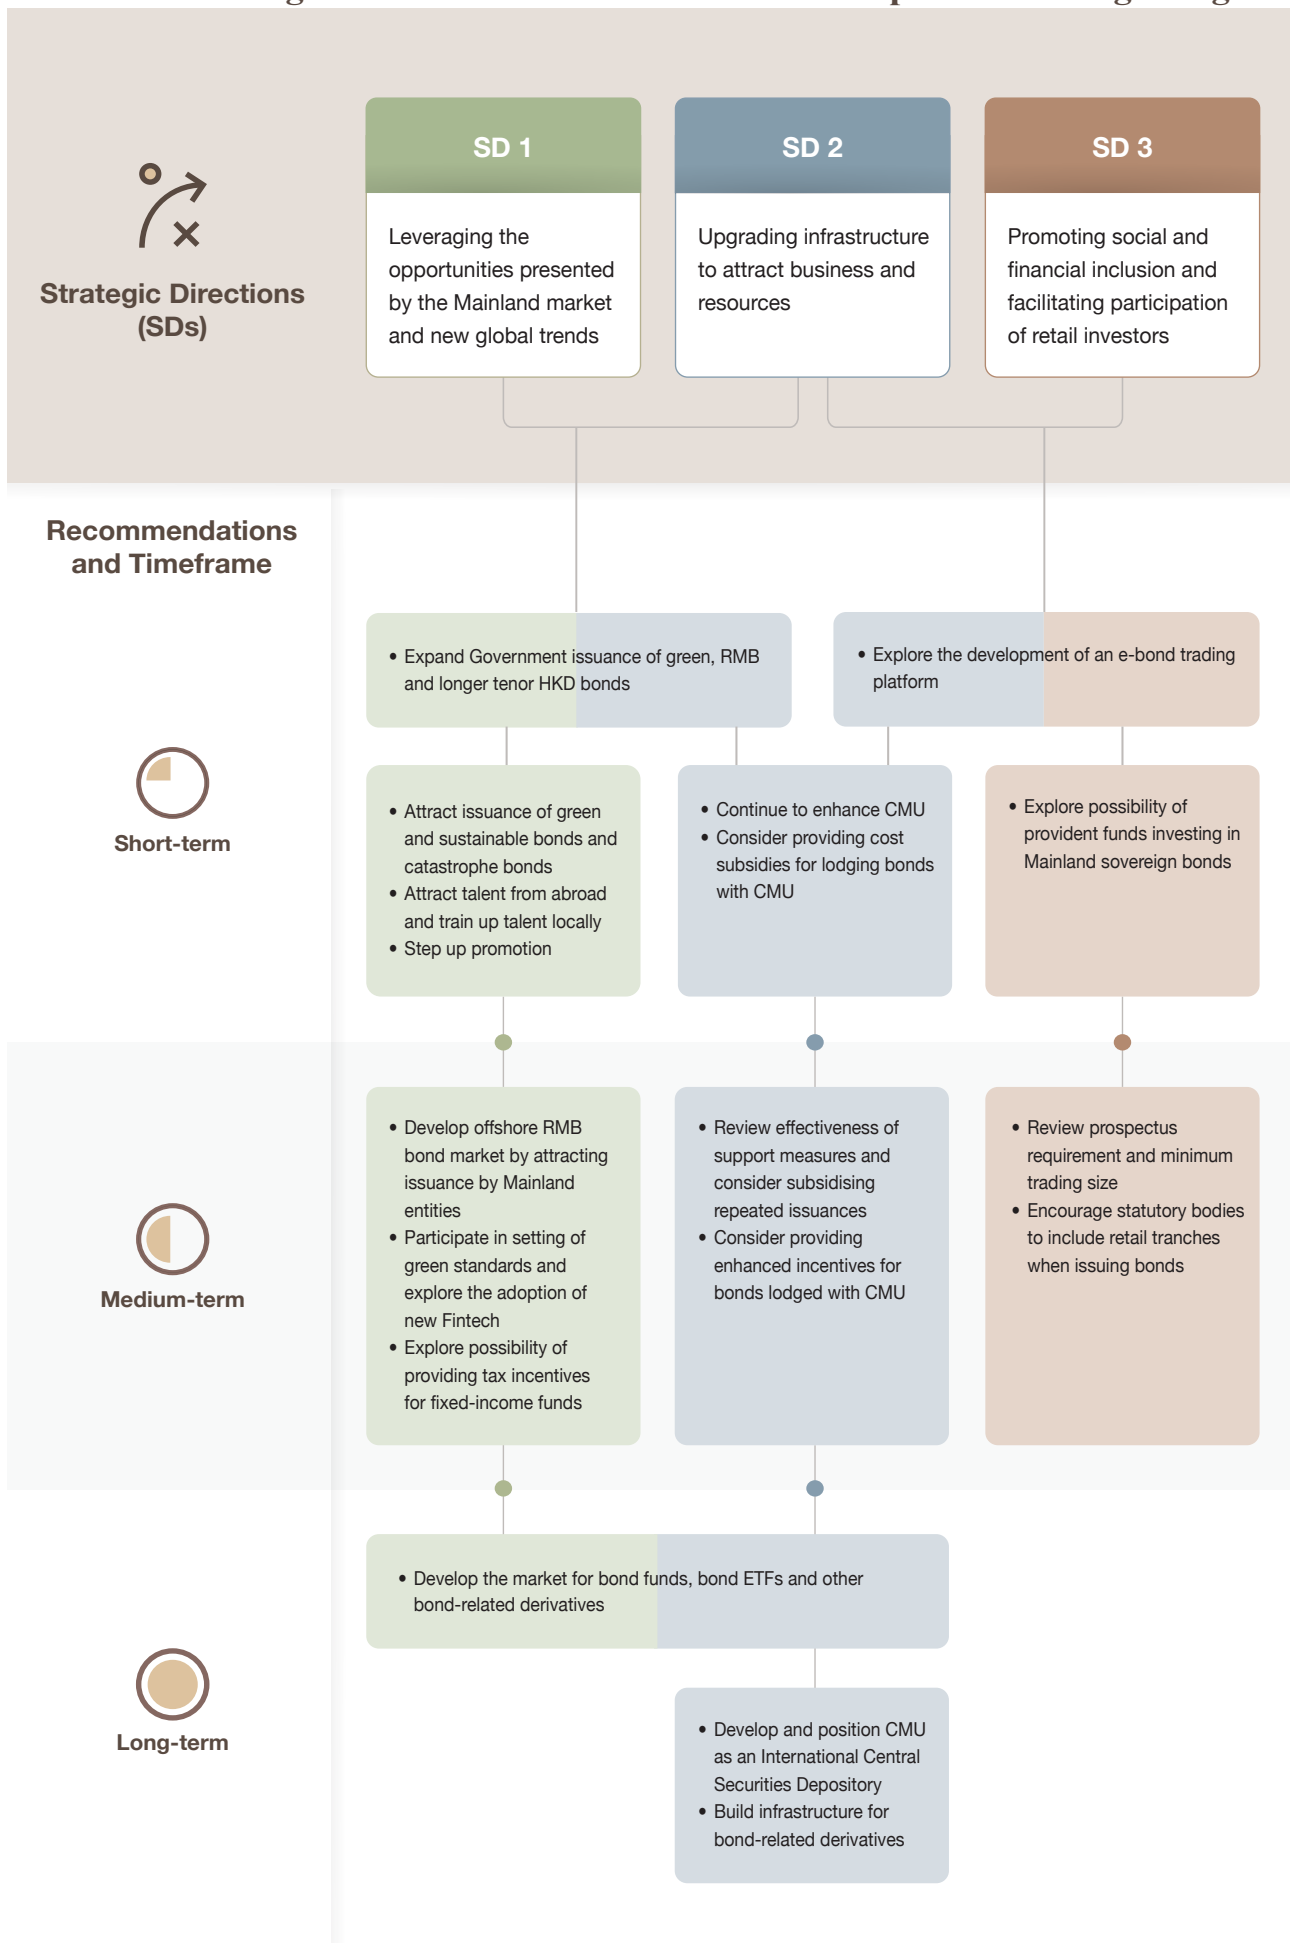 SD 1
SD 2
SD 3
Leveraging the
opportunities presented
by the Mainland market
and new global trends
Upgrading infrastructure
to attract business and
resources
Promoting social and
financial inclusion and
facilitating participation
of retail investors
Strategic Directions
(SDs)
Recommendations
and Timeframe
• Expand Government issuance of green, RMB
and longer tenor HKD bonds
• Explore the development of an e-bond trading
platform
Short-term
• Attract issuance of green
and sustainable bonds and
catastrophe bonds
• Attract talent from abroad
and train up talent locally
• Step up promotion
• Continue to enhance CMU
• Consider providing cost
subsidies for lodging bonds
with CMU
• Explore possibility of
provident funds investing in
Mainland sovereign bonds
Medium-term
• Develop offshore RMB
bond market by attracting
issuance by Mainland
entities
• Participate in setting of
green standards and
explore the adoption of
new Fintech
• Explore possibility of
providing tax incentives
for fixed-income funds
• Review effectiveness of
support measures and
consider subsidising
repeated issuances
• Consider providing
enhanced incentives for
bonds lodged with CMU
• Review prospectus
requirement and minimum
trading size
• Encourage statutory bodies
to include retail tranches
when issuing bonds
Long-term
• Develop the market for bond funds, bond ETFs and other
bond-related derivatives
• Develop and position CMU
as an International Central
Securities Depository
• Build infrastructure for
bond-related derivatives